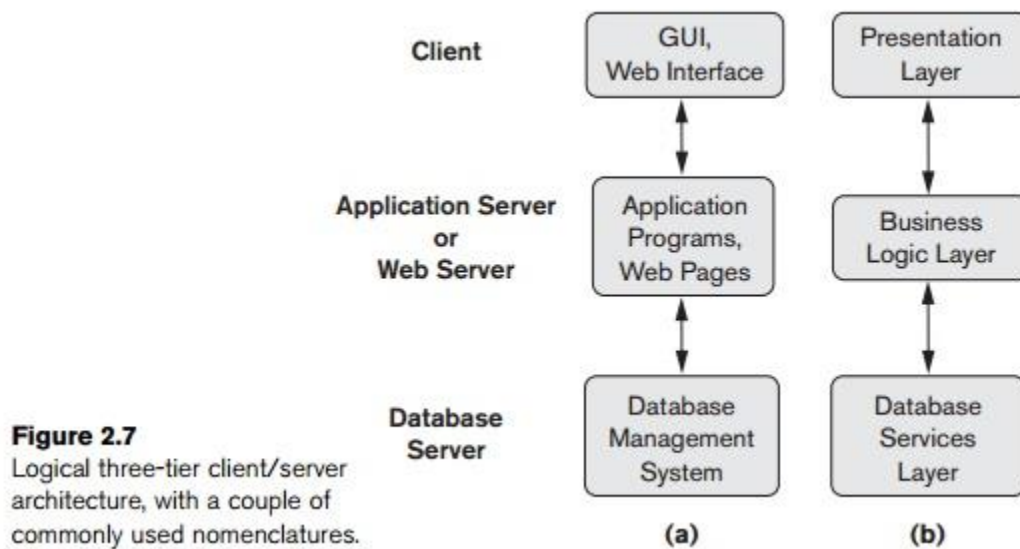 Client
GUI,
Web Interface
Presentation
Layer
Application Server
or
Web Server
Application
Programs,
Web Pages
Business
Logic Layer
Database
Server
Database
Management
System
Database
Services
Layer
Figure 2.7
Logical three-tier client/server
architecture, with a couple of
commonly used nomenclatures.
(a)
(b)